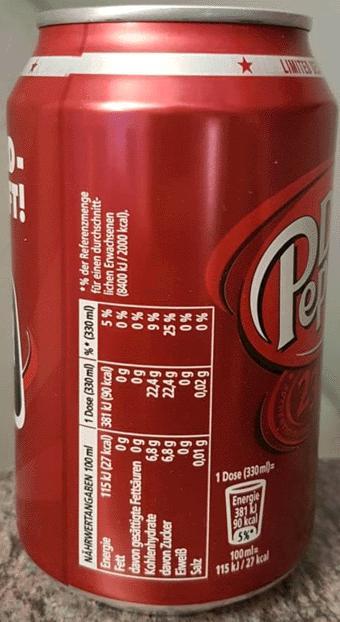 LIMITED
NÄHRWERTANGABEN 100 ml 1 Dose (330 ml) %* (330 ml)
Energie 115 kJ (27 kcal) 381 kJ (90 kcal) 5 %
Fett 0 g 0 g 0 %
davon gesättigte Fettsäuren 0 g 0 g 0 %
Kohlenhydrate 6,8 g 22,4 g 9 %
davon Zucker 6,8 g 22,4 g 25 %
Eiweiß 0 g 0 g 0 %
Salz 0,01 g 0,02 g 0 %
*% der Referenzmenge
für einen durchschnitt-
lichen Erwachsenen
(8400 kJ / 2000 kcal).
1 Dose (330 ml)=
Energie
381 kJ
90 kcal
5%*
100 ml=
115 kJ / 27 kcal